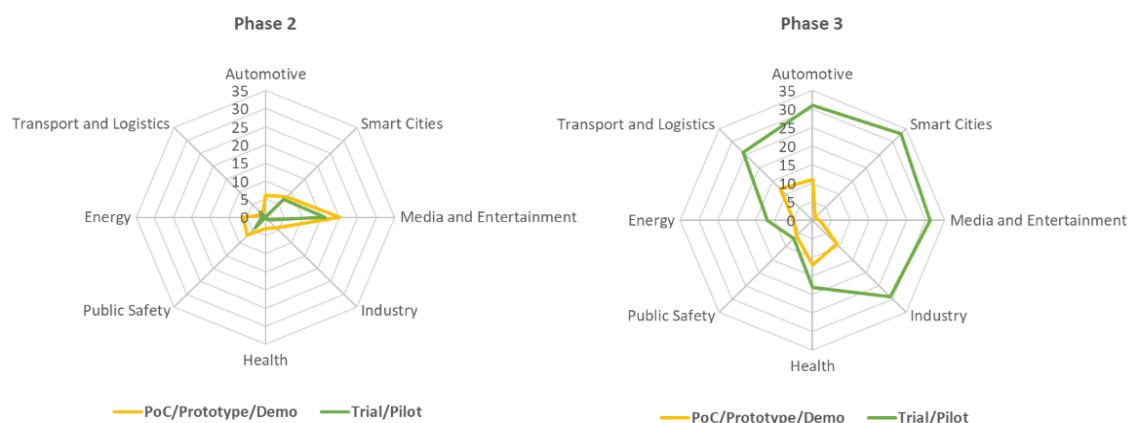 Phase 2
Automotive
35
30
25
20
15
10
5
0
Transport and Logistics
Smart Cities
Energy
Media and Entertainment
Public Safety
Industry
Health
PoC/Prototype/Demo
Trial/Pilot
Phase 3
Automotive
35
30
25
20
15
10
5
0
Transport and Logistics
Smart Cities
Energy
Media and Entertainment
Public Safety
Industry
Health
PoC/Prototype/Demo
Trial/Pilot